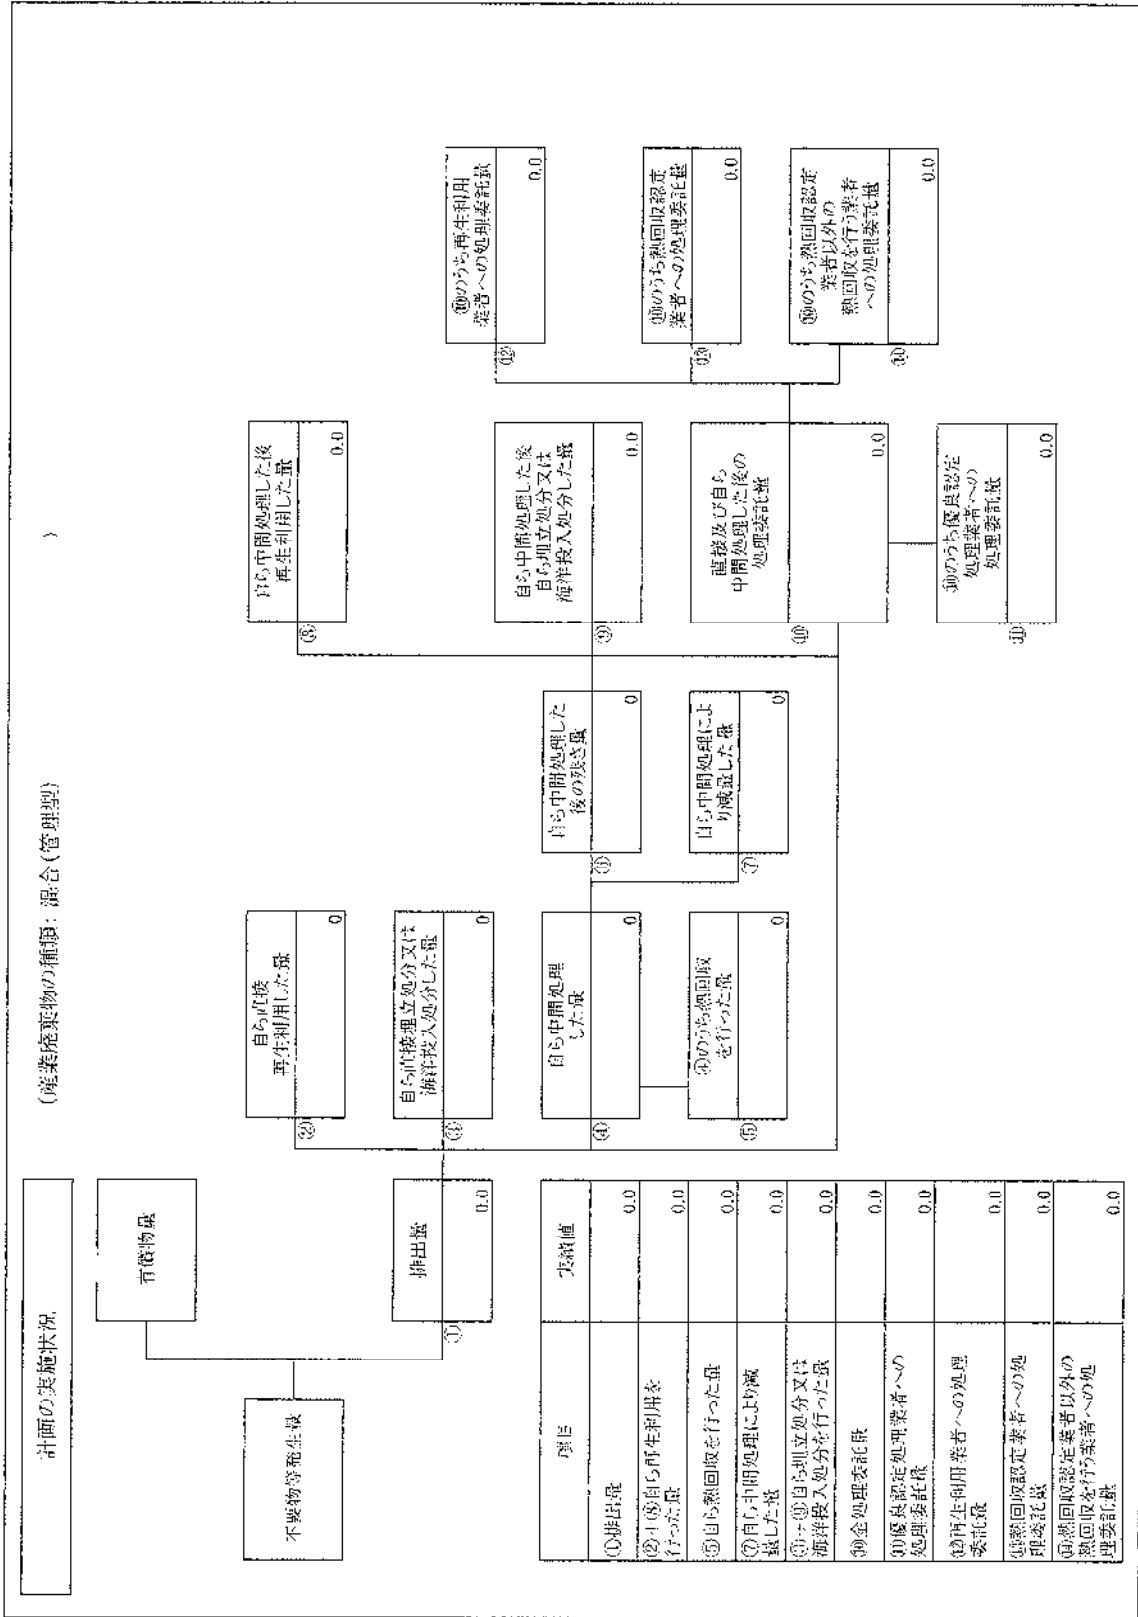 計画の実施状況
(産業廃棄物の種類：混合(管理型)
)
不要物等発生量
有償物量
①
排出量
0.0
②
自ら直接
再生利用した量
0
③
自ら直接埋立処分又は
海洋投入処分した量
0
④
自ら中間処理
した量
0
⑤
④のうち熱回収
を行った量
0
⑥
自ら中間処理した
後の残さ量
0
⑦
自ら中間処理によ
り減量した量
0
⑧
自ら中間処理した後
再生利用した量
0.0
⑨
自ら中間処理した後
自ら埋立処分又は
海洋投入処分した量
0.0
⑩
直接及び自ら
中間処理した後の
処理委託量
0.0
⑪
⑩のうち優良認定
処理業者への
処理委託量
0.0
⑫
⑩のうち再生利用
業者への処理委託量
0.0
⑬
⑩のうち熱回収認定
業者への処理委託量
0.0
⑭
⑩のうち熱回収認定
業者以外の
熱回収を行う業者
への処理委託量
0.0
項目
実績値
①排出量
0.0
②+⑧自ら再生利用を
行った量
0.0
⑤自ら熱回収を行った量
0.0
⑦自ら中間処理により減
量した量
0.0
③+⑨自ら埋立処分又は
海洋投入処分を行った量
0.0
⑩全処理委託量
0.0
⑪優良認定処理業者への
処理委託量
0.0
⑫再生利用業者への処理
委託量
0.0
⑬熱回収認定業者への処
理委託量
0.0
⑭熱回収認定業者以外の
熱回収を行う業者への処
理委託量
0.0